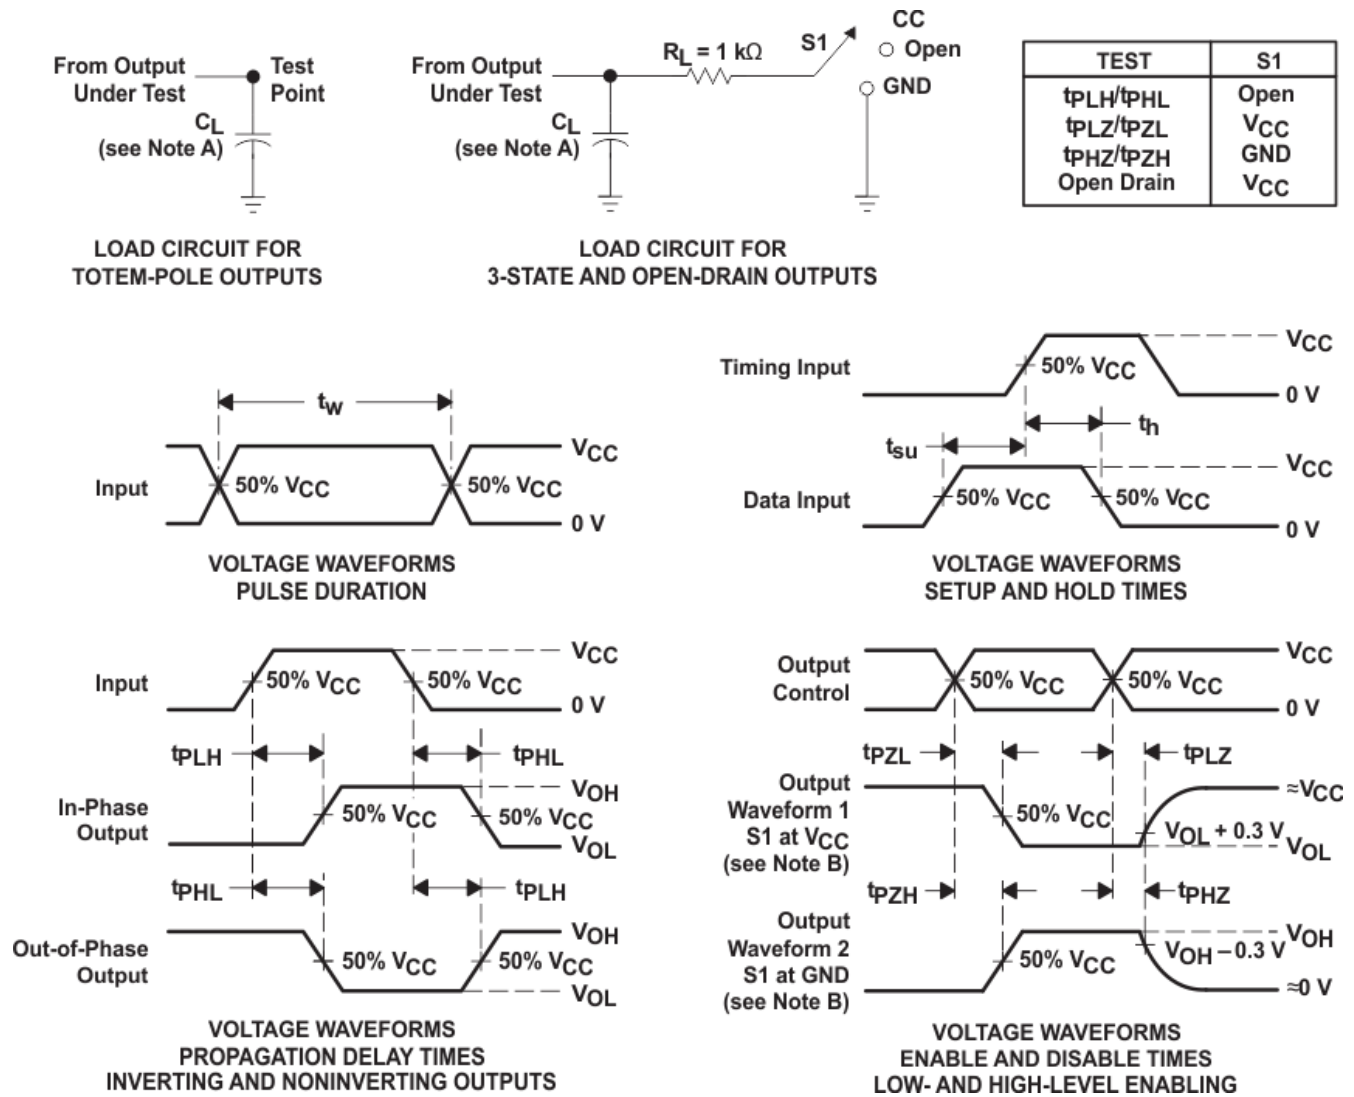 From Output
Under Test
Test
Point
CL
(see Note A)
LOAD CIRCUIT FOR
TOTEM-POLE OUTPUTS
From Output
Under Test
RL = 1 kΩ
S1
CC
Open
GND
CL
(see Note A)
LOAD CIRCUIT FOR
3-STATE AND OPEN-DRAIN OUTPUTS
TEST S1
tPLH/tPHL Open
tPLZ/tPZL VCC
tPHZ/tPZH GND
Open Drain VCC
tw
Input
50% VCC
50% VCC
VCC
0 V
VOLTAGE WAVEFORMS
PULSE DURATION
Timing Input
50% VCC
VCC
0 V
th
tsu
Data Input
50% VCC
50% VCC
VCC
0 V
VOLTAGE WAVEFORMS
SETUP AND HOLD TIMES
Input
50% VCC
50% VCC
VCC
0 V
tPLH
tPHL
In-Phase
Output
50% VCC
50% VCC
VOH
VOL
tPHL
tPLH
Out-of-Phase
Output
50% VCC
50% VCC
VOH
VOL
VOLTAGE WAVEFORMS
PROPAGATION DELAY TIMES
INVERTING AND NONINVERTING OUTPUTS
Output
Control
50% VCC
50% VCC
VCC
0 V
tPZL
tPLZ
Output
Waveform 1
S1 at VCC
(see Note B)
50% VCC
VOL + 0.3 V
≈VCC
VOL
tPZH
tPHZ
Output
Waveform 2
S1 at GND
(see Note B)
50% VCC
VOH − 0.3 V
VOH
≈0 V
VOLTAGE WAVEFORMS
ENABLE AND DISABLE TIMES
LOW- AND HIGH-LEVEL ENABLING